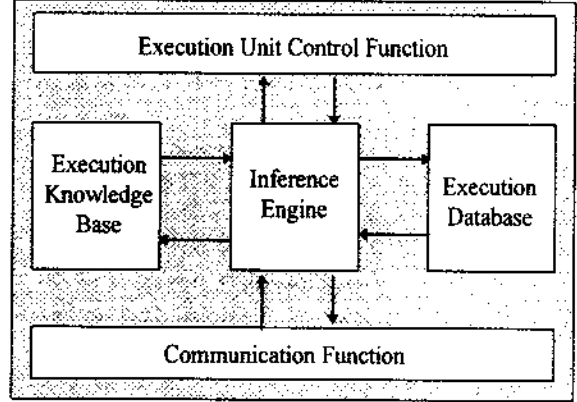 Execution Unit Control Function
Execution
Knowledge
Base
Inference
Engine
Execution
Database
Communication Function